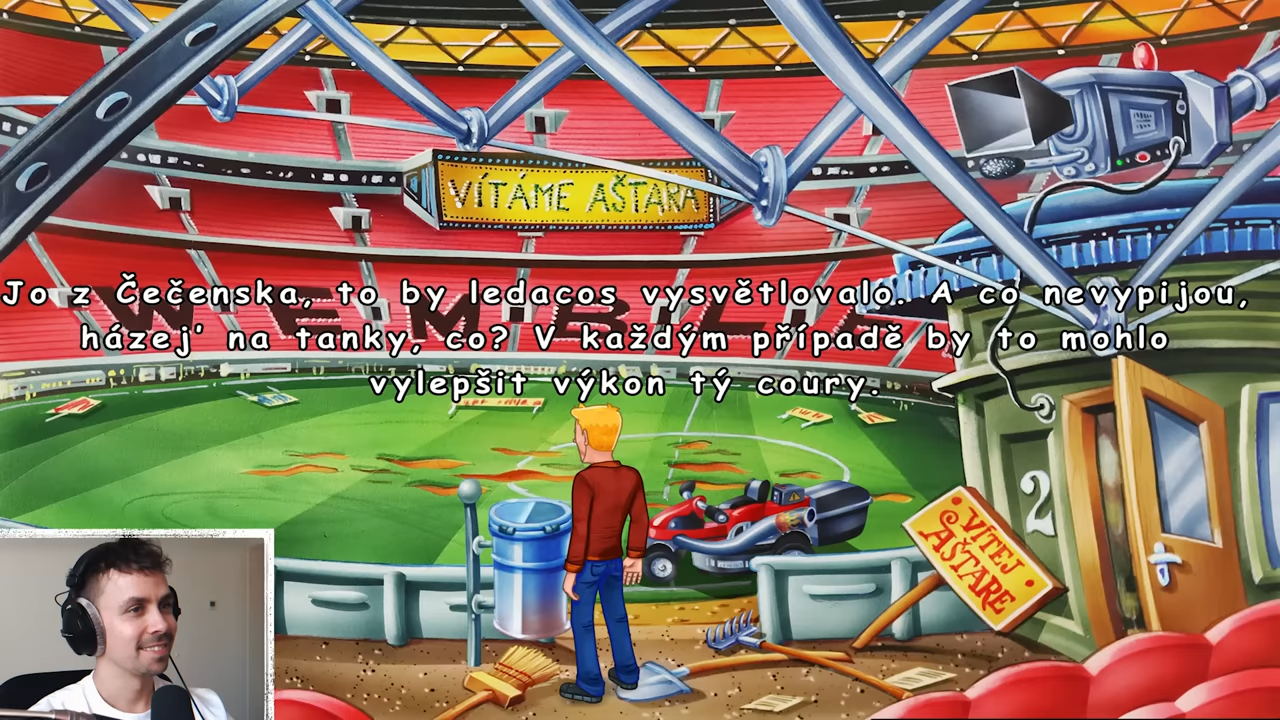 VÍTÁME AŠTARA
WEMBLIA
Jo z Čečenska, to by ledacos vysvětlovalo. A co nevypijou,
házej' na tanky, co? V každým případě by to mohlo
vylepšit výkon tý coury.
2
VÍTEJ
AŠTARE